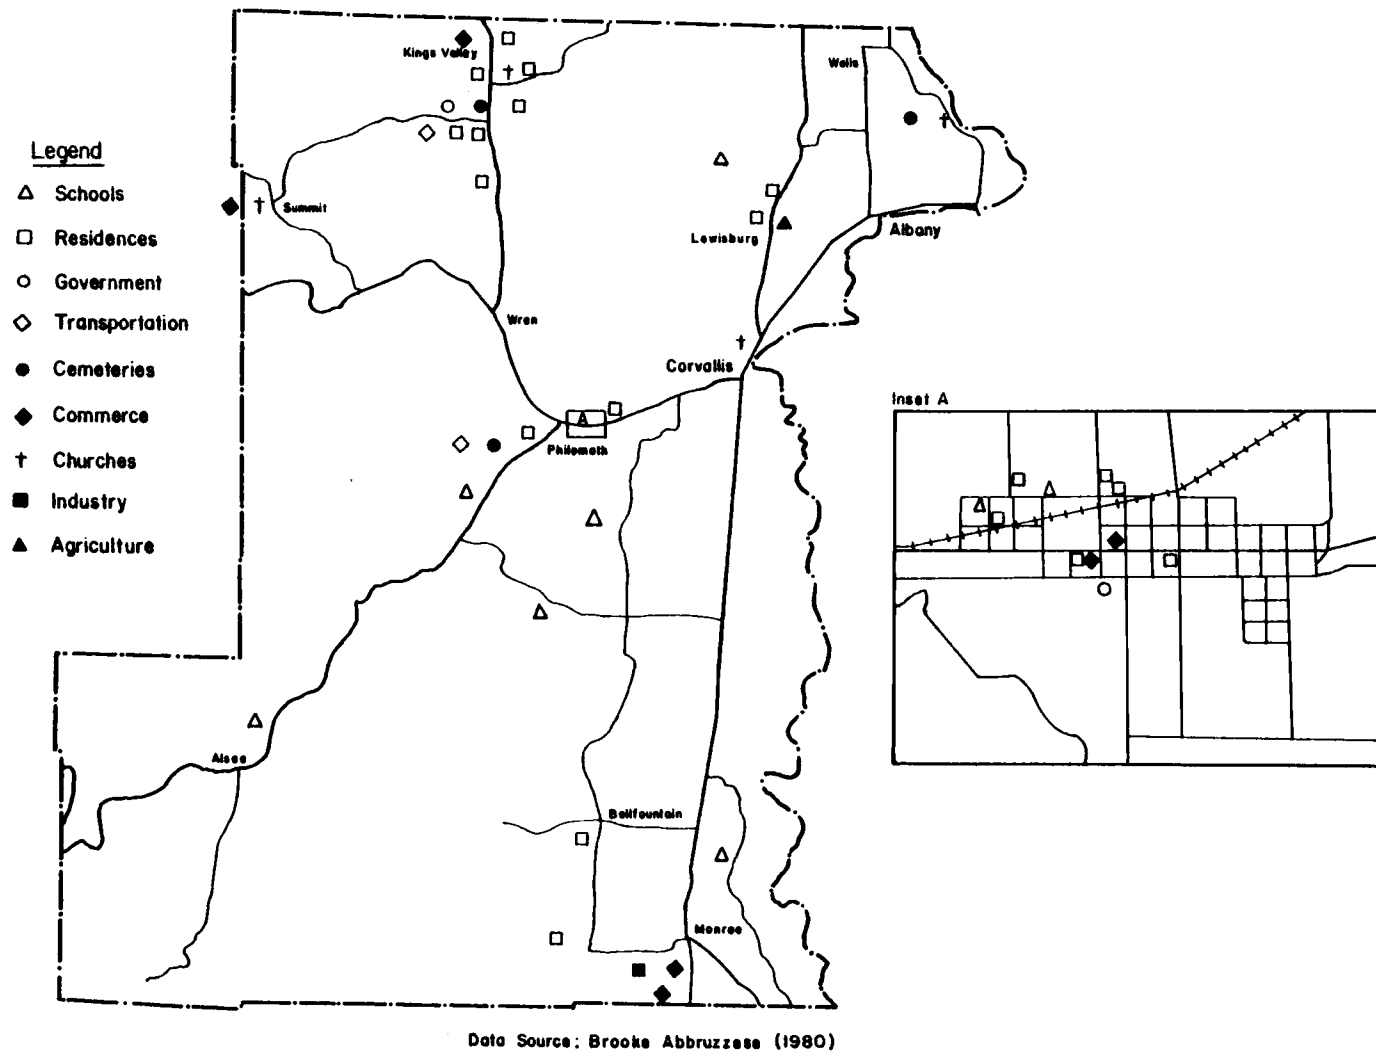 Kings Valley
Wells
Legend
Schools
Summit
Residences
Lewisburg
Albany
Government
Transportation
Wren
Cemeteries
Corvallis
Commerce
Inset A
Churches
Philomath
Industry
Agriculture
Alsea
Bellfountain
Monroe
Data Source: Brooke Abbruzzese (1980)